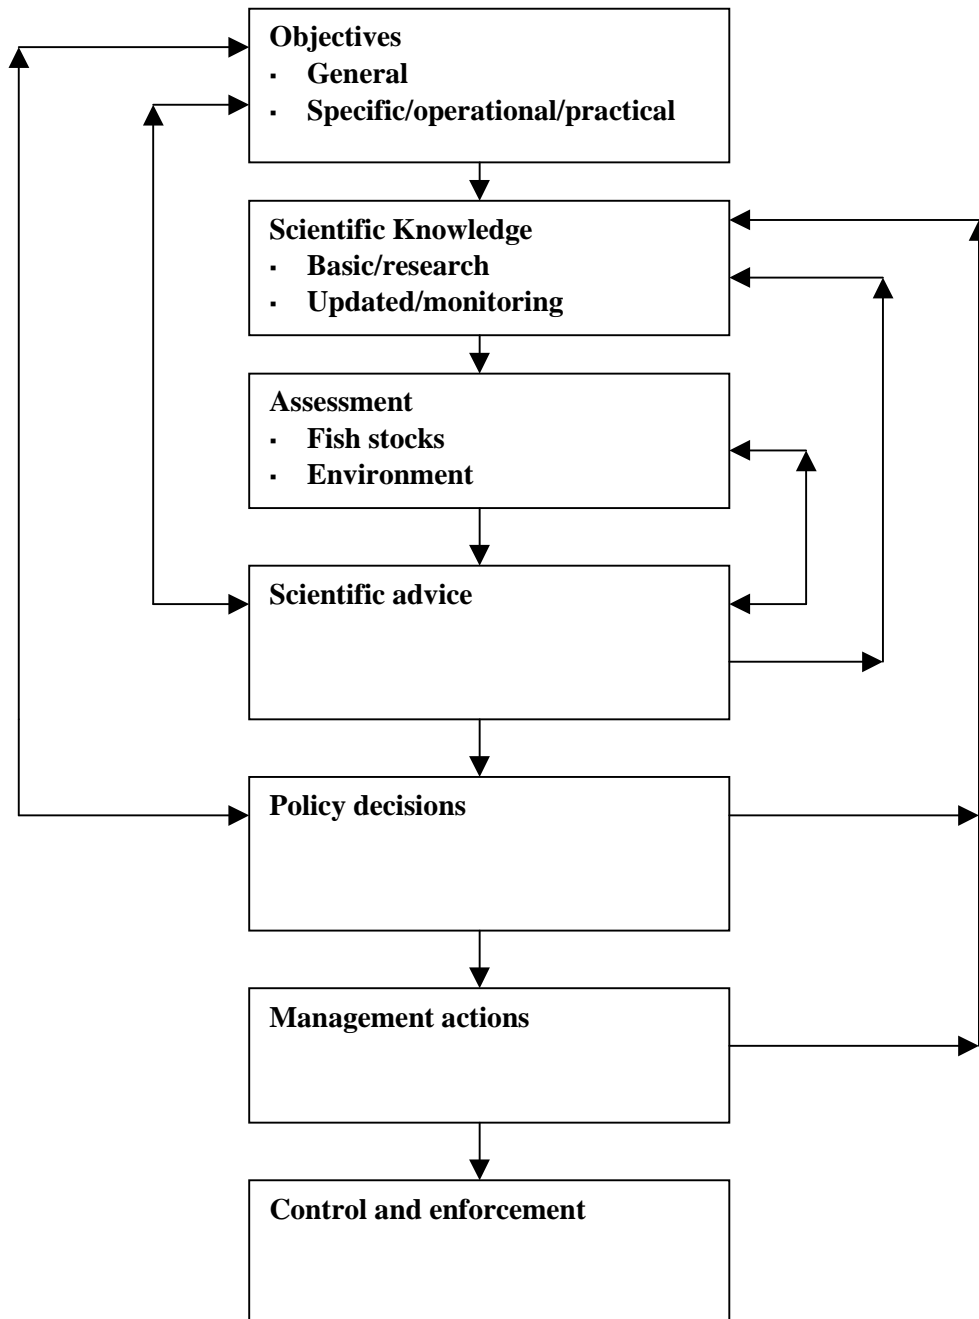 Objectives
▪ General
▪ Specific/operational/practical
Scientific Knowledge
▪ Basic/research
▪ Updated/monitoring
Assessment
▪ Fish stocks
▪ Environment
Scientific advice
Policy decisions
Management actions
Control and enforcement